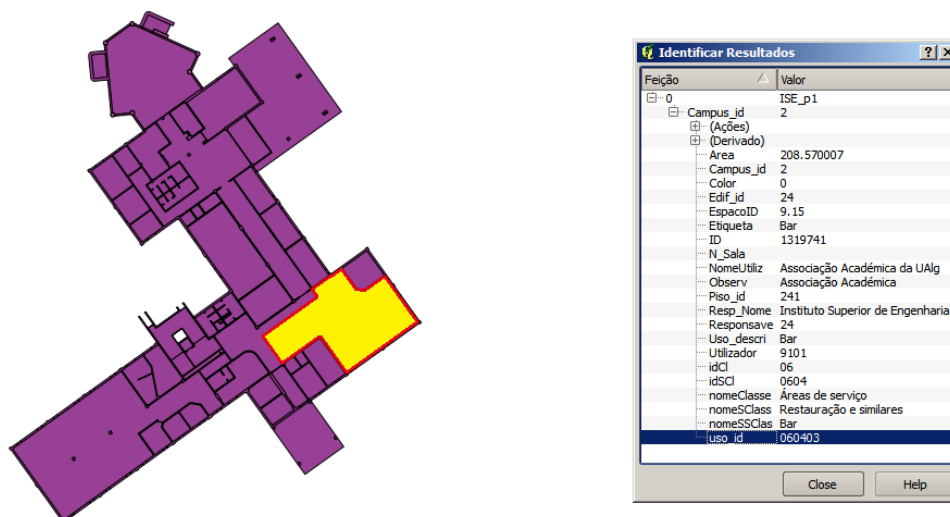 Identificar Resultados
Feição Valor
0 ISE_p1
Campus_id 2
(Ações)
(Derivado)
Area 208.570007
Campus_id 2
Color 0
Edif_id 24
EspacoID 9.15
Etiqueta Bar
ID 1319741
N_Sala
NomeUtiliz Associação Académica da UAlg
Observ Associação Académica
Piso_id 241
Resp_Nome Instituto Superior de Engenharia
Responsave 24
Uso_descri Bar
Utilizador 9101
idCl 06
idSCl 0604
nomeClasse Áreas de serviço
nomeSClass Restauração e similares
nomeSSClas Bar
uso_id 060403
Close Help